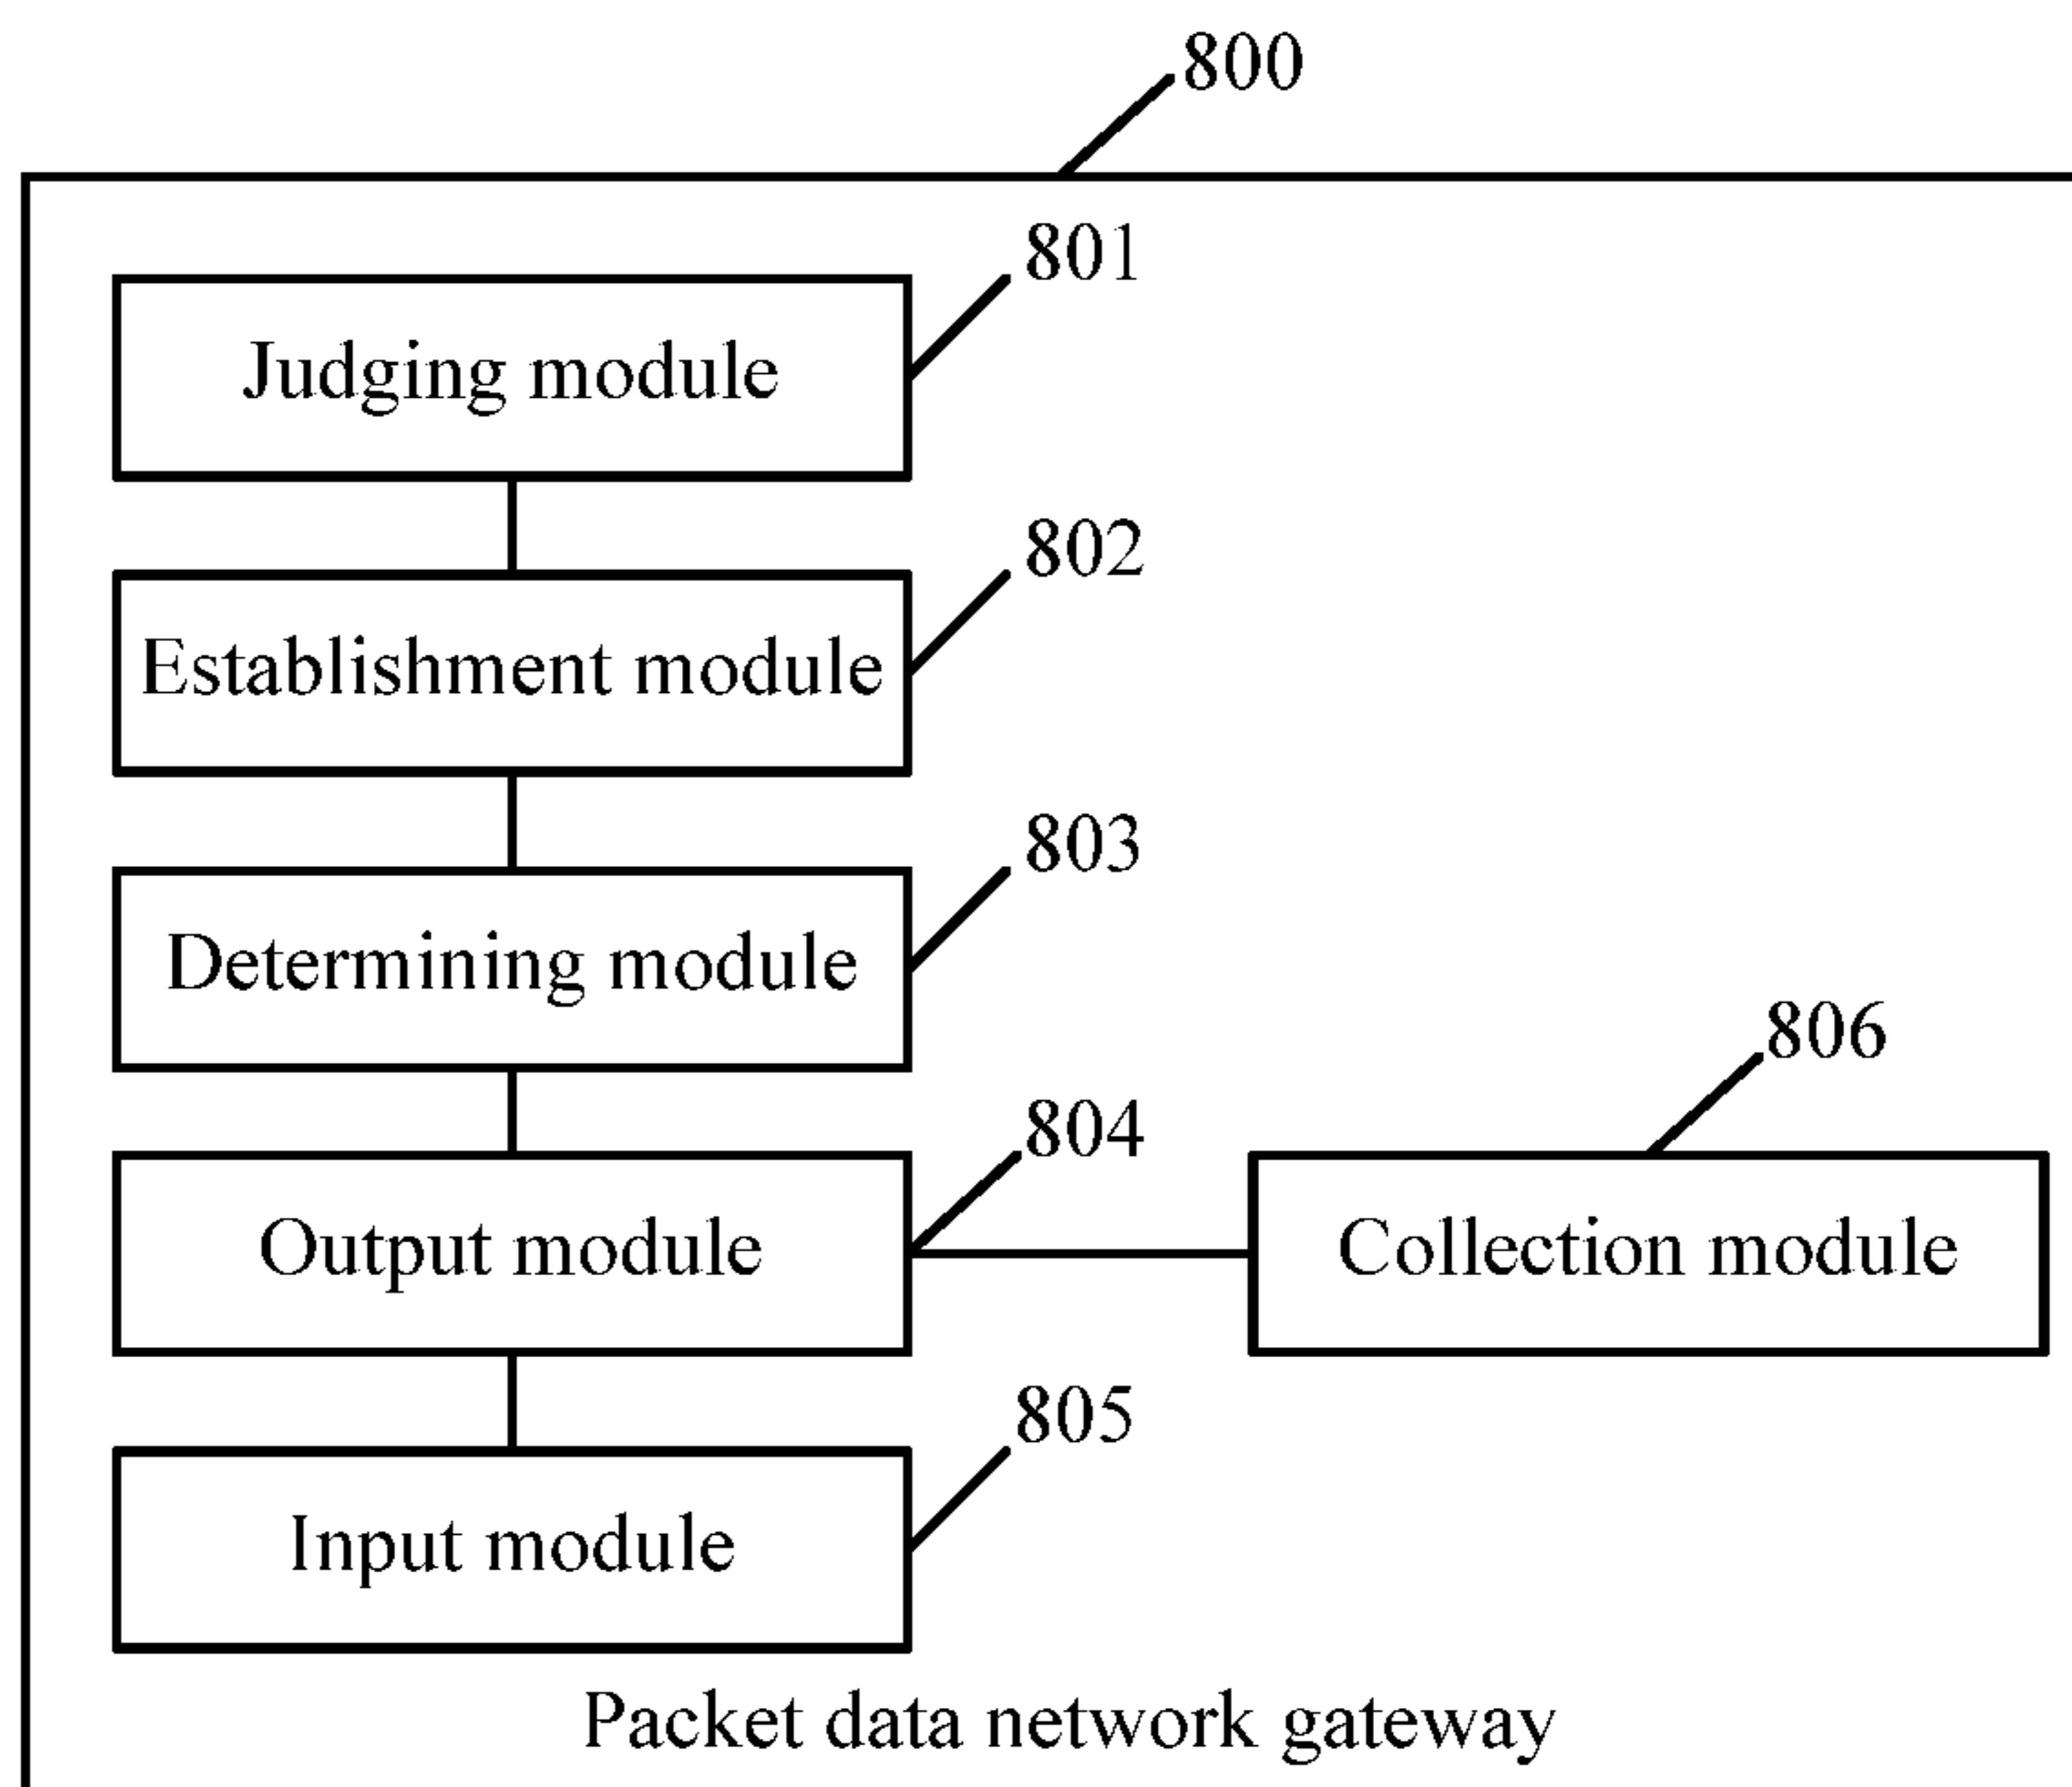 800
801
Judging module
802
Establishment module
803
Determining module
806
804
Output module
Collection module
805
Input module
Packet data network gateway